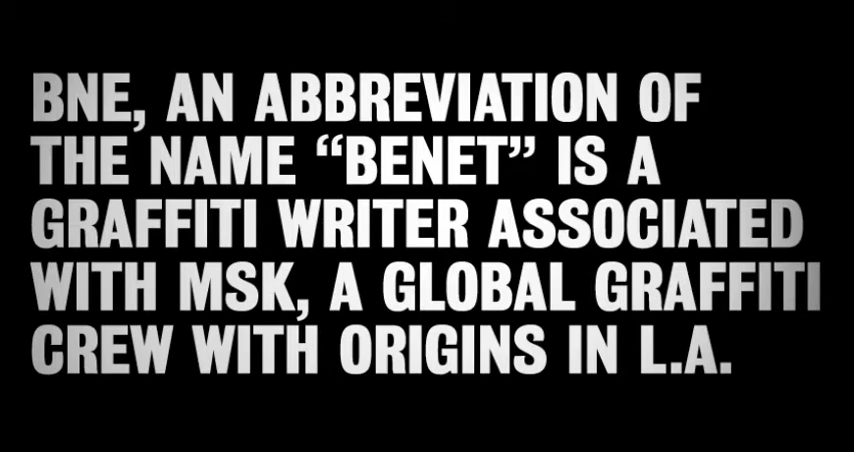 BNE, AN ABBREVIATION OF
THE NAME “BENET” IS A
GRAFFITI WRITER ASSOCIATED
WITH MSK, A GLOBAL GRAFFITI
CREW WITH ORIGINS IN L.A.